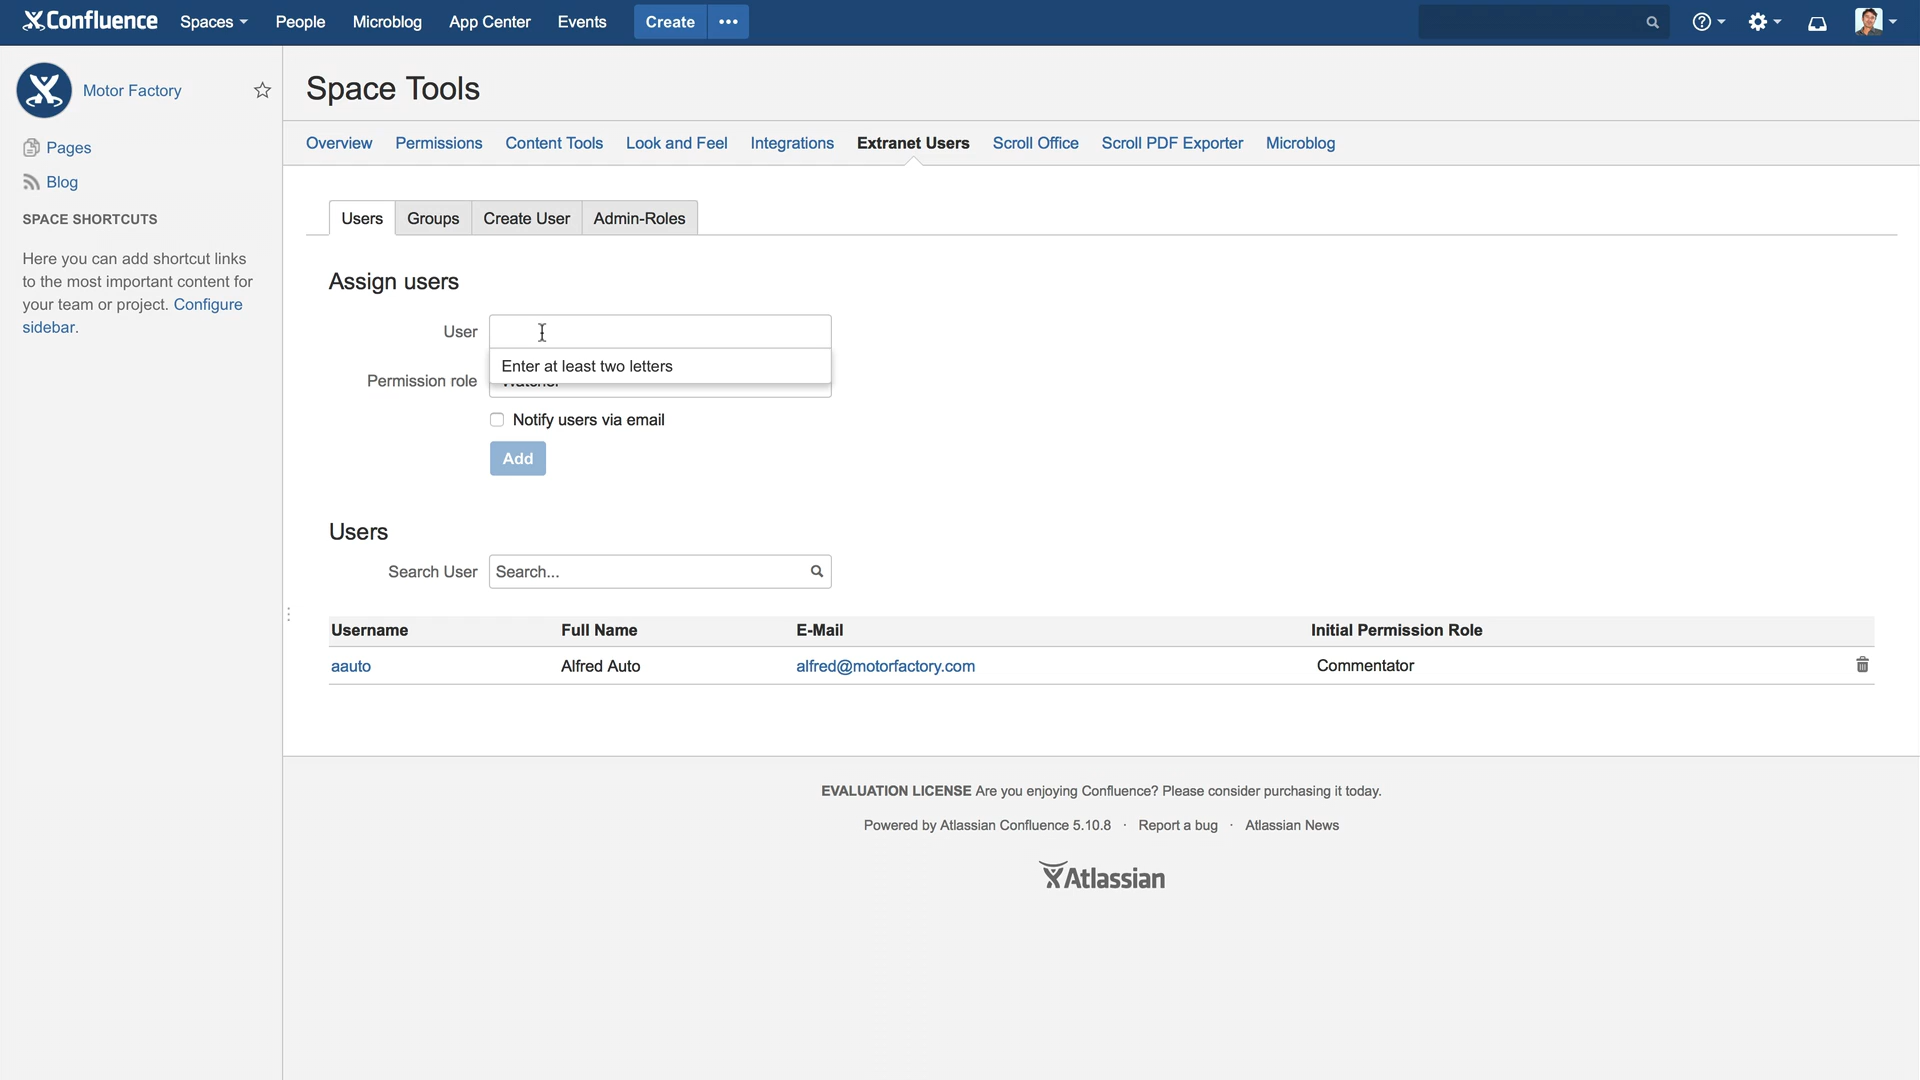 Confluence Spaces People Microblog App Center Events Create
Motor Factory
Pages
Blog
SPACE SHORTCUTS
Here you can add shortcut links
to the most important content for
your team or project. Configure
sidebar.
Space Tools
Overview Permissions Content Tools Look and Feel Integrations Extranet Users Scroll Office Scroll PDF Exporter Microblog
Users Groups Create User Admin-Roles
Assign users
User
Enter at least two letters
Permission role
Notify users via email
Add
Users
Search User Search...
Username Full Name E-Mail Initial Permission Role
aauto Alfred Auto alfred@motorfactory.com Commentator
EVALUATION LICENSE Are you enjoying Confluence? Please consider purchasing it today.
Powered by Atlassian Confluence 5.10.8 · Report a bug · Atlassian News
Atlassian